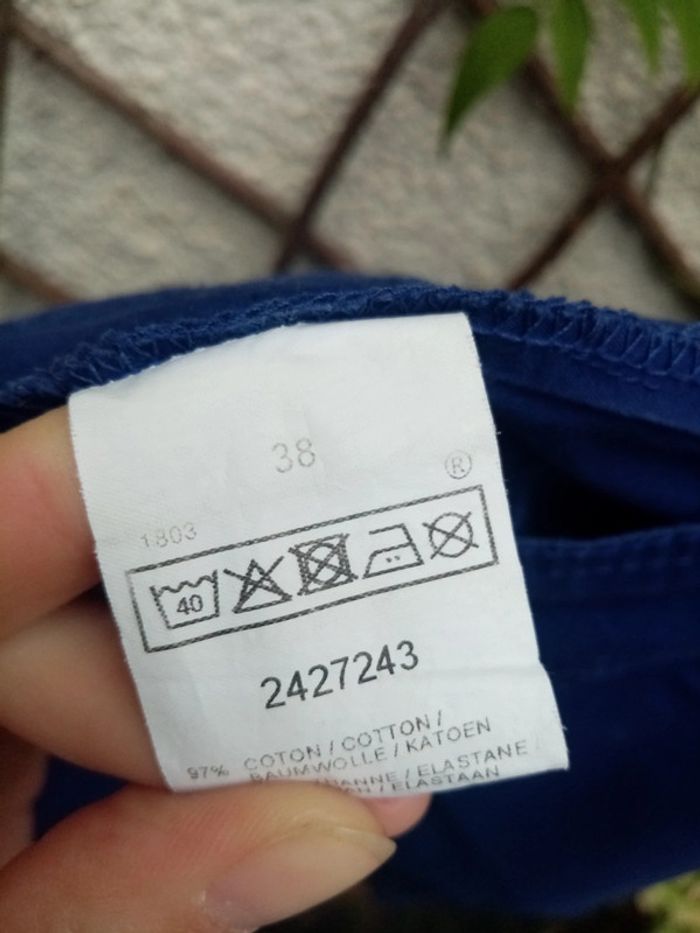 38
®
1803
40
2427243
97% COTON / COTTON /
BAUMWOLLE / KATOEN
/ ELASTANE
/ ELASTAAN